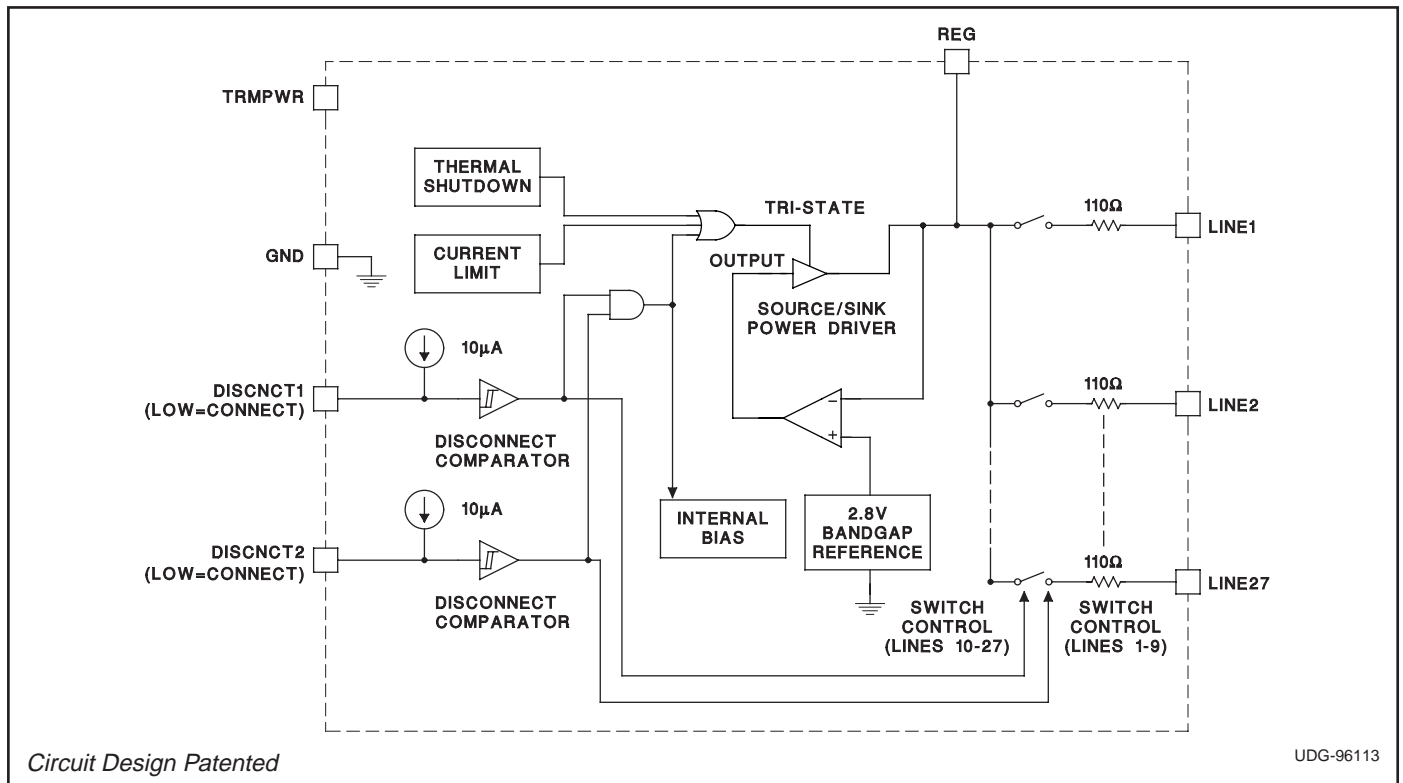 REG
TRMPWR
THERMAL
SHUTDOWN
TRI-STATE
110Ω
LINE1
GND
CURRENT
LIMIT
OUTPUT
SOURCE/SINK
POWER DRIVER
10µA
DISCNCT1
(LOW=CONNECT)
110Ω
LINE2
DISCONNECT
COMPARATOR
−
+
10µA
INTERNAL
BIAS
2.8V
BANDGAP
REFERENCE
DISCNCT2
(LOW=CONNECT)
110Ω
LINE27
DISCONNECT
COMPARATOR
SWITCH
CONTROL
(LINES 10-27)
SWITCH
CONTROL
(LINES 1-9)
Circuit Design Patented
UDG-96113